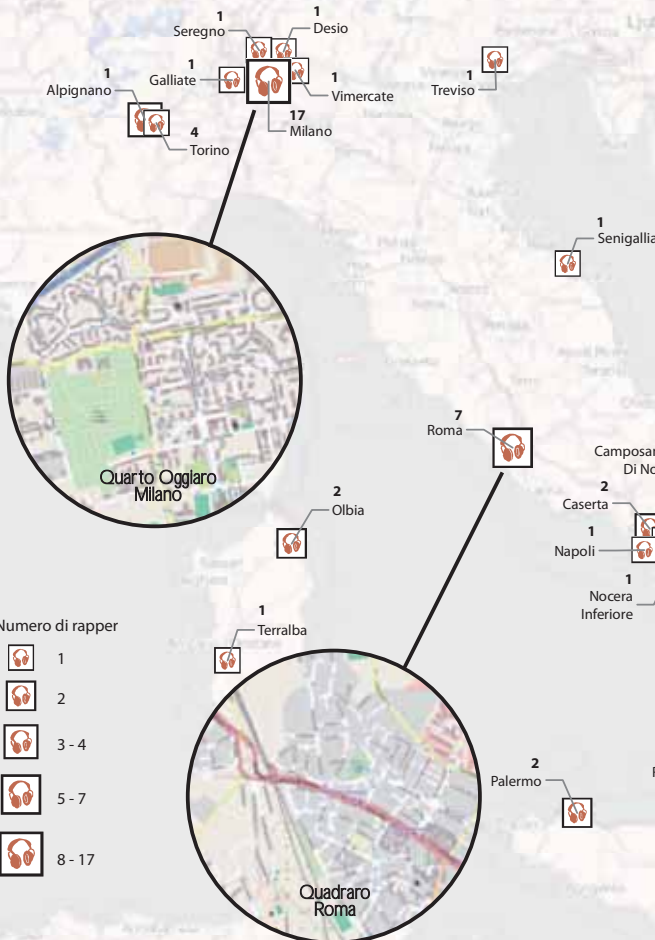 1
Seregno
1
Desio
1
Alpignano
1
Galliate
1
Vimercate
1
Treviso
17
Milano
4
Torino
1
Senigallia
Quarto Oggiaro
Milano
7
Roma
2
Olbia
2
Caserta
1
Napoli
1
Nocera
Inferiore
1
Terralba
Numero di rapper
1
2
3 - 4
5 - 7
8 - 17
2
Palermo
Quadraro
Roma